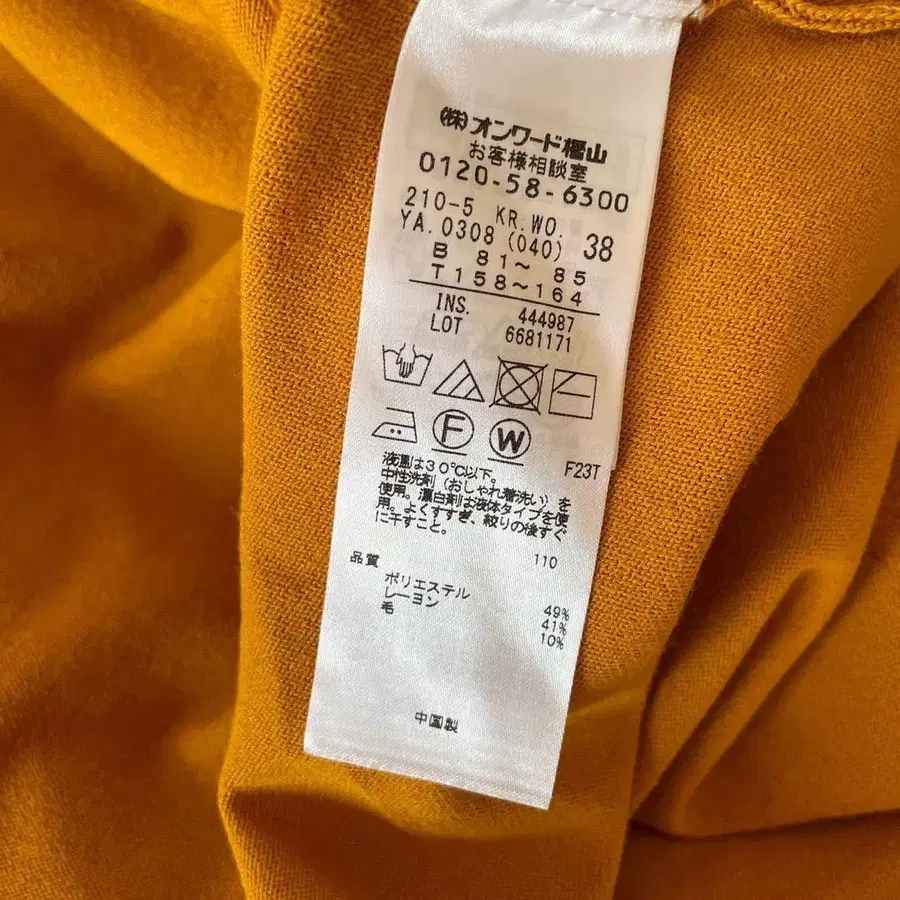 ㈱オンワード樫山
お客様相談室
0120-58-6300
210-5 KR.WO. 38
YA.0308 (040)
B 81～ 85
T158～164
INS. 444987
LOT 6681171
F W F23T
液温は30℃以下。
中性洗剤（おしゃれ着洗い）を
使用。漂白剤は液体タイプを使
用。よくすすぎ、絞りの後すぐ
に干すこと。
品質 110
ポリエステル 49%
レーヨン 41%
毛 10%
中国製